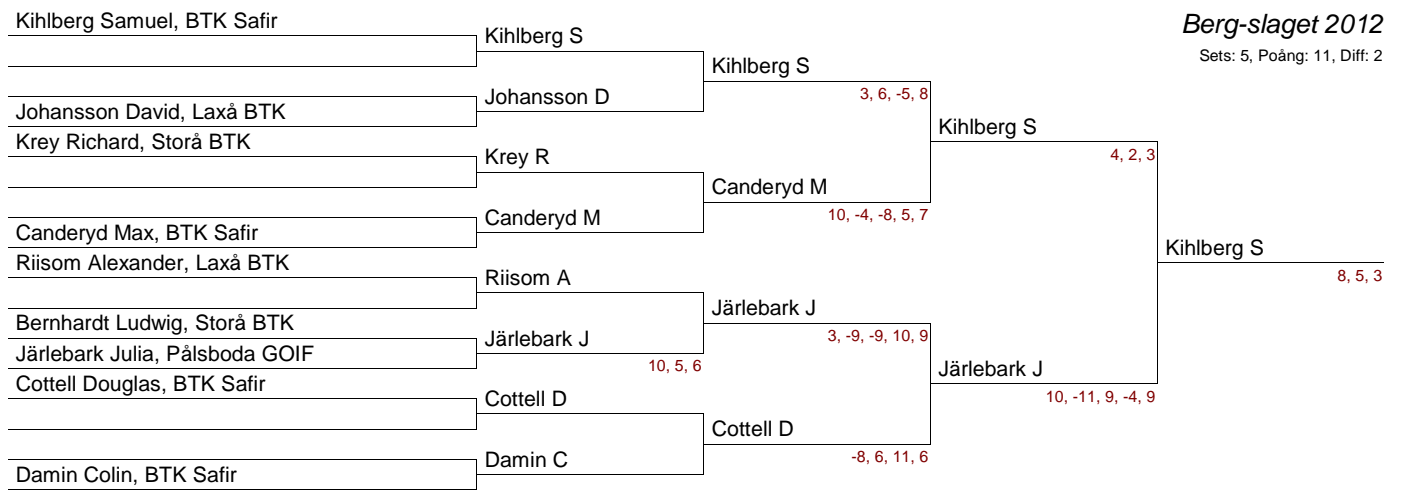 Kihlberg Samuel, BTK Safir
Johansson David, Laxå BTK
Krey Richard, Storå BTK
Canderyd Max, BTK Safir
Riisom Alexander, Laxå BTK
Bernhardt Ludwig, Storå BTK
Järlebark Julia, Pålsboda GOIF
Cottell Douglas, BTK Safir
Damin Colin, BTK Safir
Kihlberg S
Johansson D
Krey R
Canderyd M
Riisom A
Järlebark J
10, 5, 6
Cottell D
Damin C
Kihlberg S
3, 6, -5, 8
Canderyd M
10, -4, -8, 5, 7
Järlebark J
3, -9, -9, 10, 9
Cottell D
-8, 6, 11, 6
Kihlberg S
4, 2, 3
Järlebark J
10, -11, 9, -4, 9
Kihlberg S
8, 5, 3
Berg-slaget 2012
Sets: 5, Poång: 11, Diff: 2